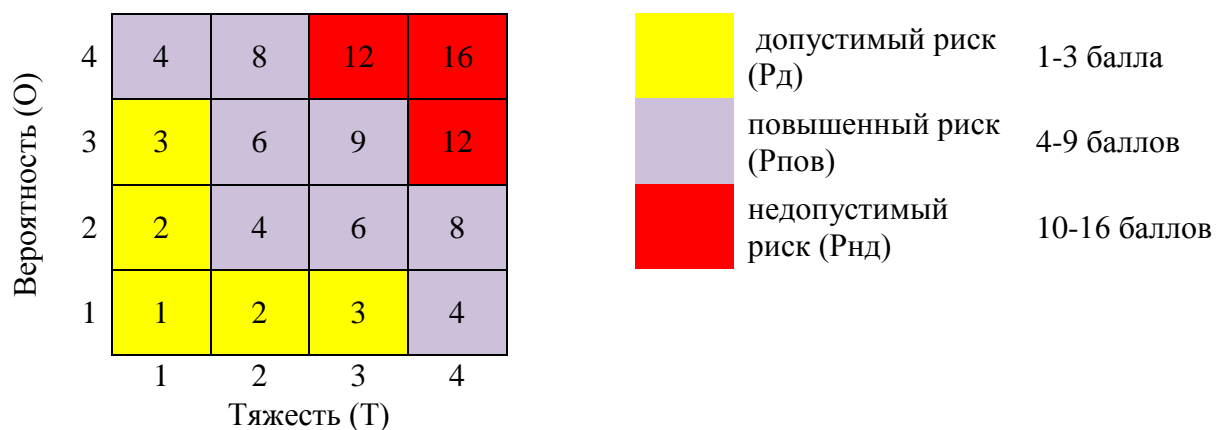 Вероятность (О)
4 4 8 12 16
3 3 6 9 12
2 2 4 6 8
1 1 2 3 4
1 2 3 4
Тяжесть (Т)
допустимый риск
(Рд)
1-3 балла
повышенный риск
(Рпов)
4-9 баллов
недопустимый
риск (Рнд)
10-16 баллов